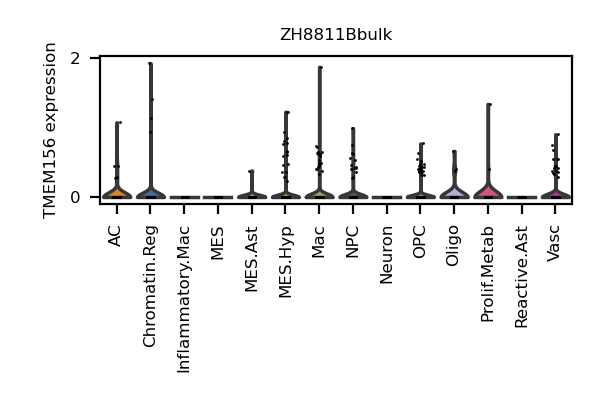 ZH8811Bbulk
TMEM156 expression
2
0
AC
Chromatin.Reg
Inflammatory.Mac
MES
MES.Ast
MES.Hyp
Mac
NPC
Neuron
OPC
Oligo
Prolif.Metab
Reactive.Ast
Vasc